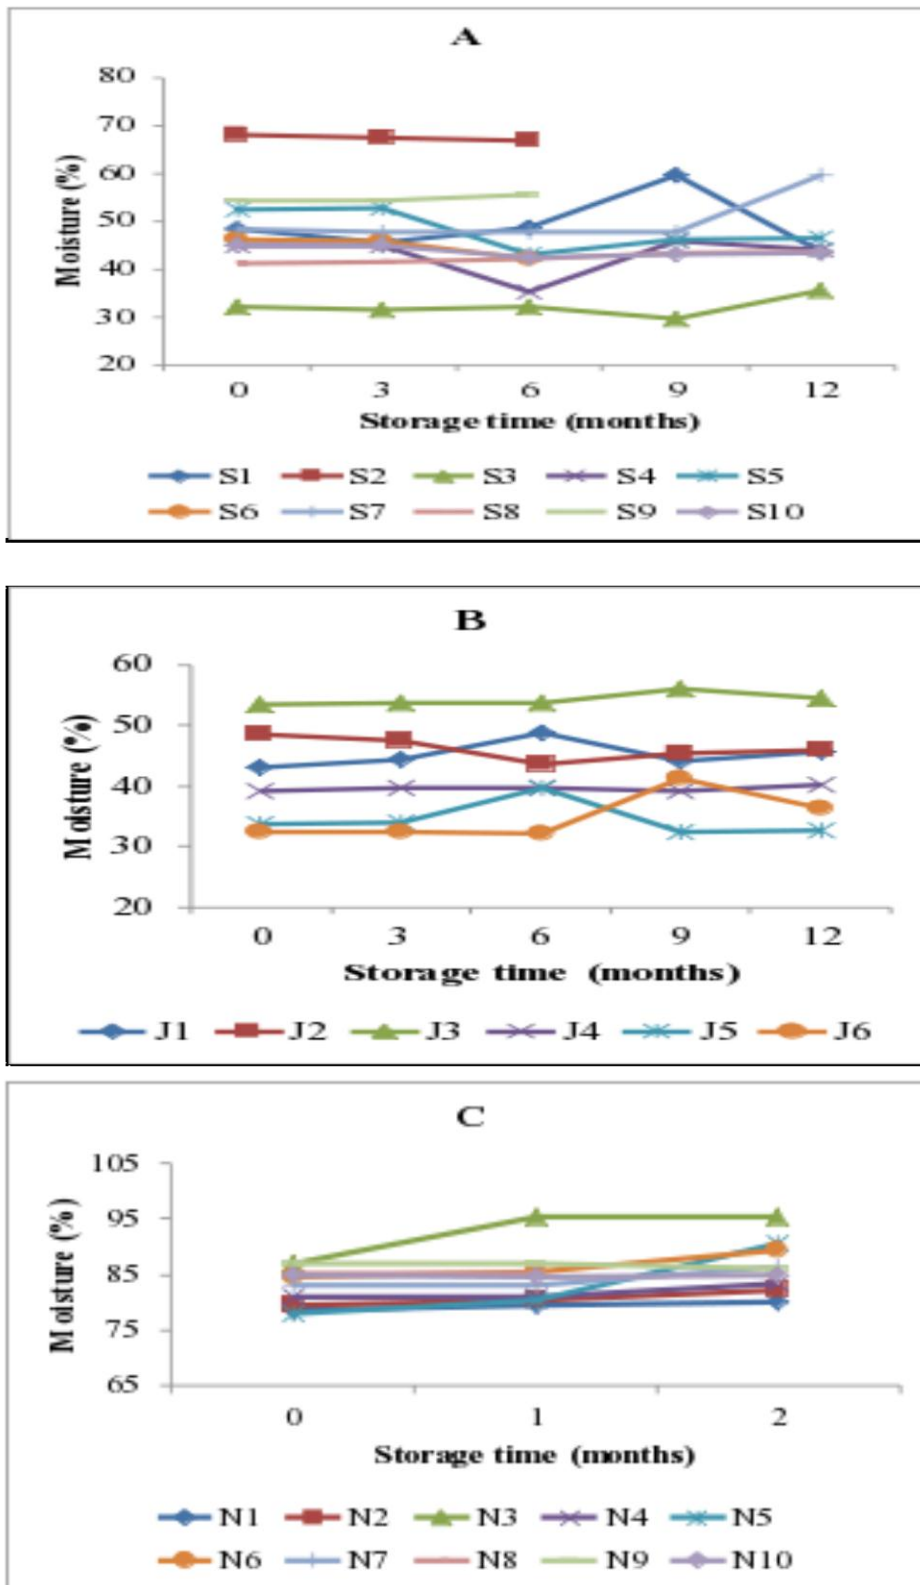 A
80
70
60
50
40
30
20
Moisture (%)
0 3 6 9 12
Storage time (months)
S1 S2 S3 S4 S5
S6 S7 S8 S9 S10
B
60
50
40
30
20
Moisture (%)
0 3 6 9 12
Storage time (months)
J1 J2 J3 J4 J5 J6
C
105
95
85
75
65
Moisture (%)
0 1 2
Storage time (months)
N1 N2 N3 N4 N5
N6 N7 N8 N9 N10